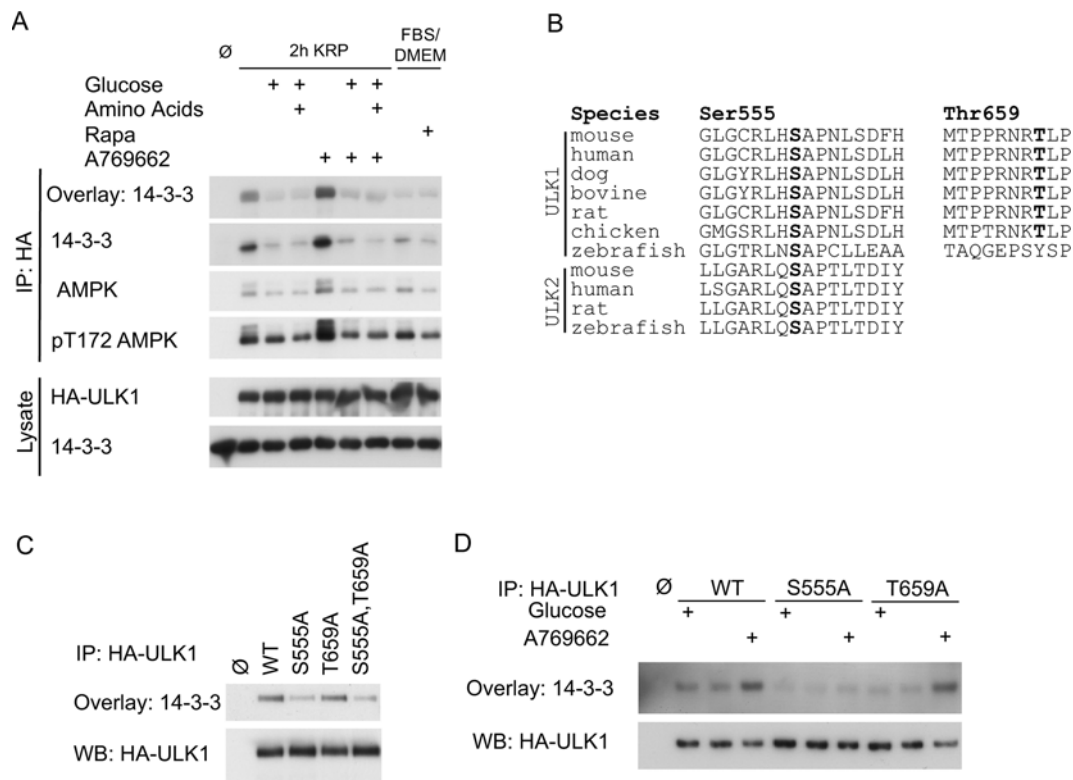 A
Ø
2h KRP
FBS/
DMEM
Glucose + + + +
Amino Acids + +
Rapa +
A769662 + + +
IP: HA
Overlay: 14-3-3
14-3-3
AMPK
pT172 AMPK
Lysate
HA-ULK1
14-3-3
B
Species Ser555 Thr659
ULK1
mouse GLGCRLHSAPNLSDFH MTPPRNRTLP
human GLGCRLHSAPNLSDLH MTPPRNRTLP
dog GLGYRLHSAPNLSDLH MTPPRNRTLP
bovine GLGYRLHSAPNLSDLH MTPPRNRTLP
rat GLGCRLHSAPNLSDFH MTPPRNRTLP
chicken GMGSRLHSAPNLSDLH MTPTRNKTLP
zebrafish GLGTRLNSAPCLLEAA TAQGEPSYSP
ULK2
mouse LLGARLQSAPTLTDIY
human LSGARLQSAPTLTDIY
rat LLGARLQSAPTLTDIY
zebrafish LLGARLQSAPTLTDIY
C
IP: HA-ULK1
Ø
WT
S555A
T659A
S555A,T659A
Overlay: 14-3-3
WB: HA-ULK1
D
IP: HA-ULK1 Ø WT S555A T659A
Glucose + + +
A769662 + + +
Overlay: 14-3-3
WB: HA-ULK1